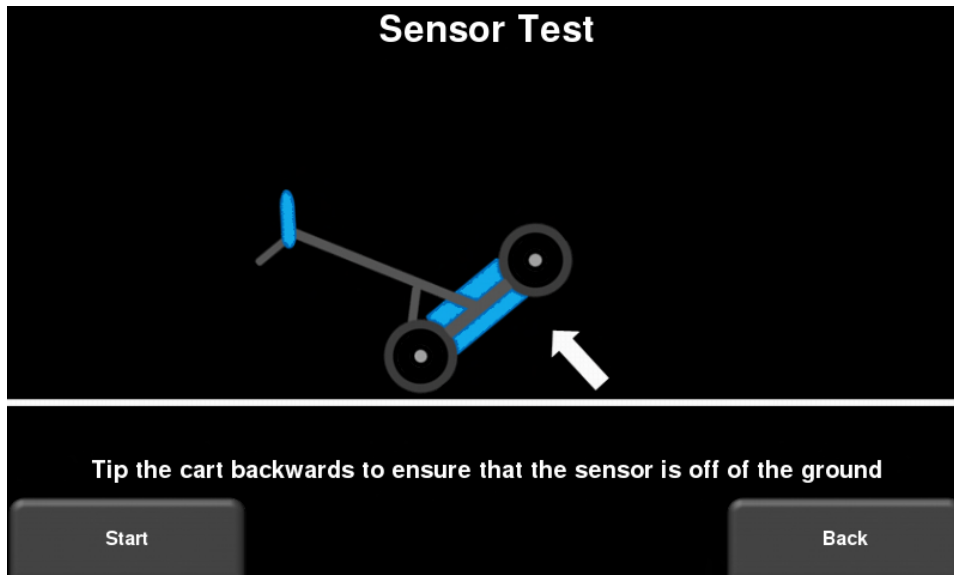 Sensor Test
Tip the cart backwards to ensure that the sensor is off of the ground
Start
Back